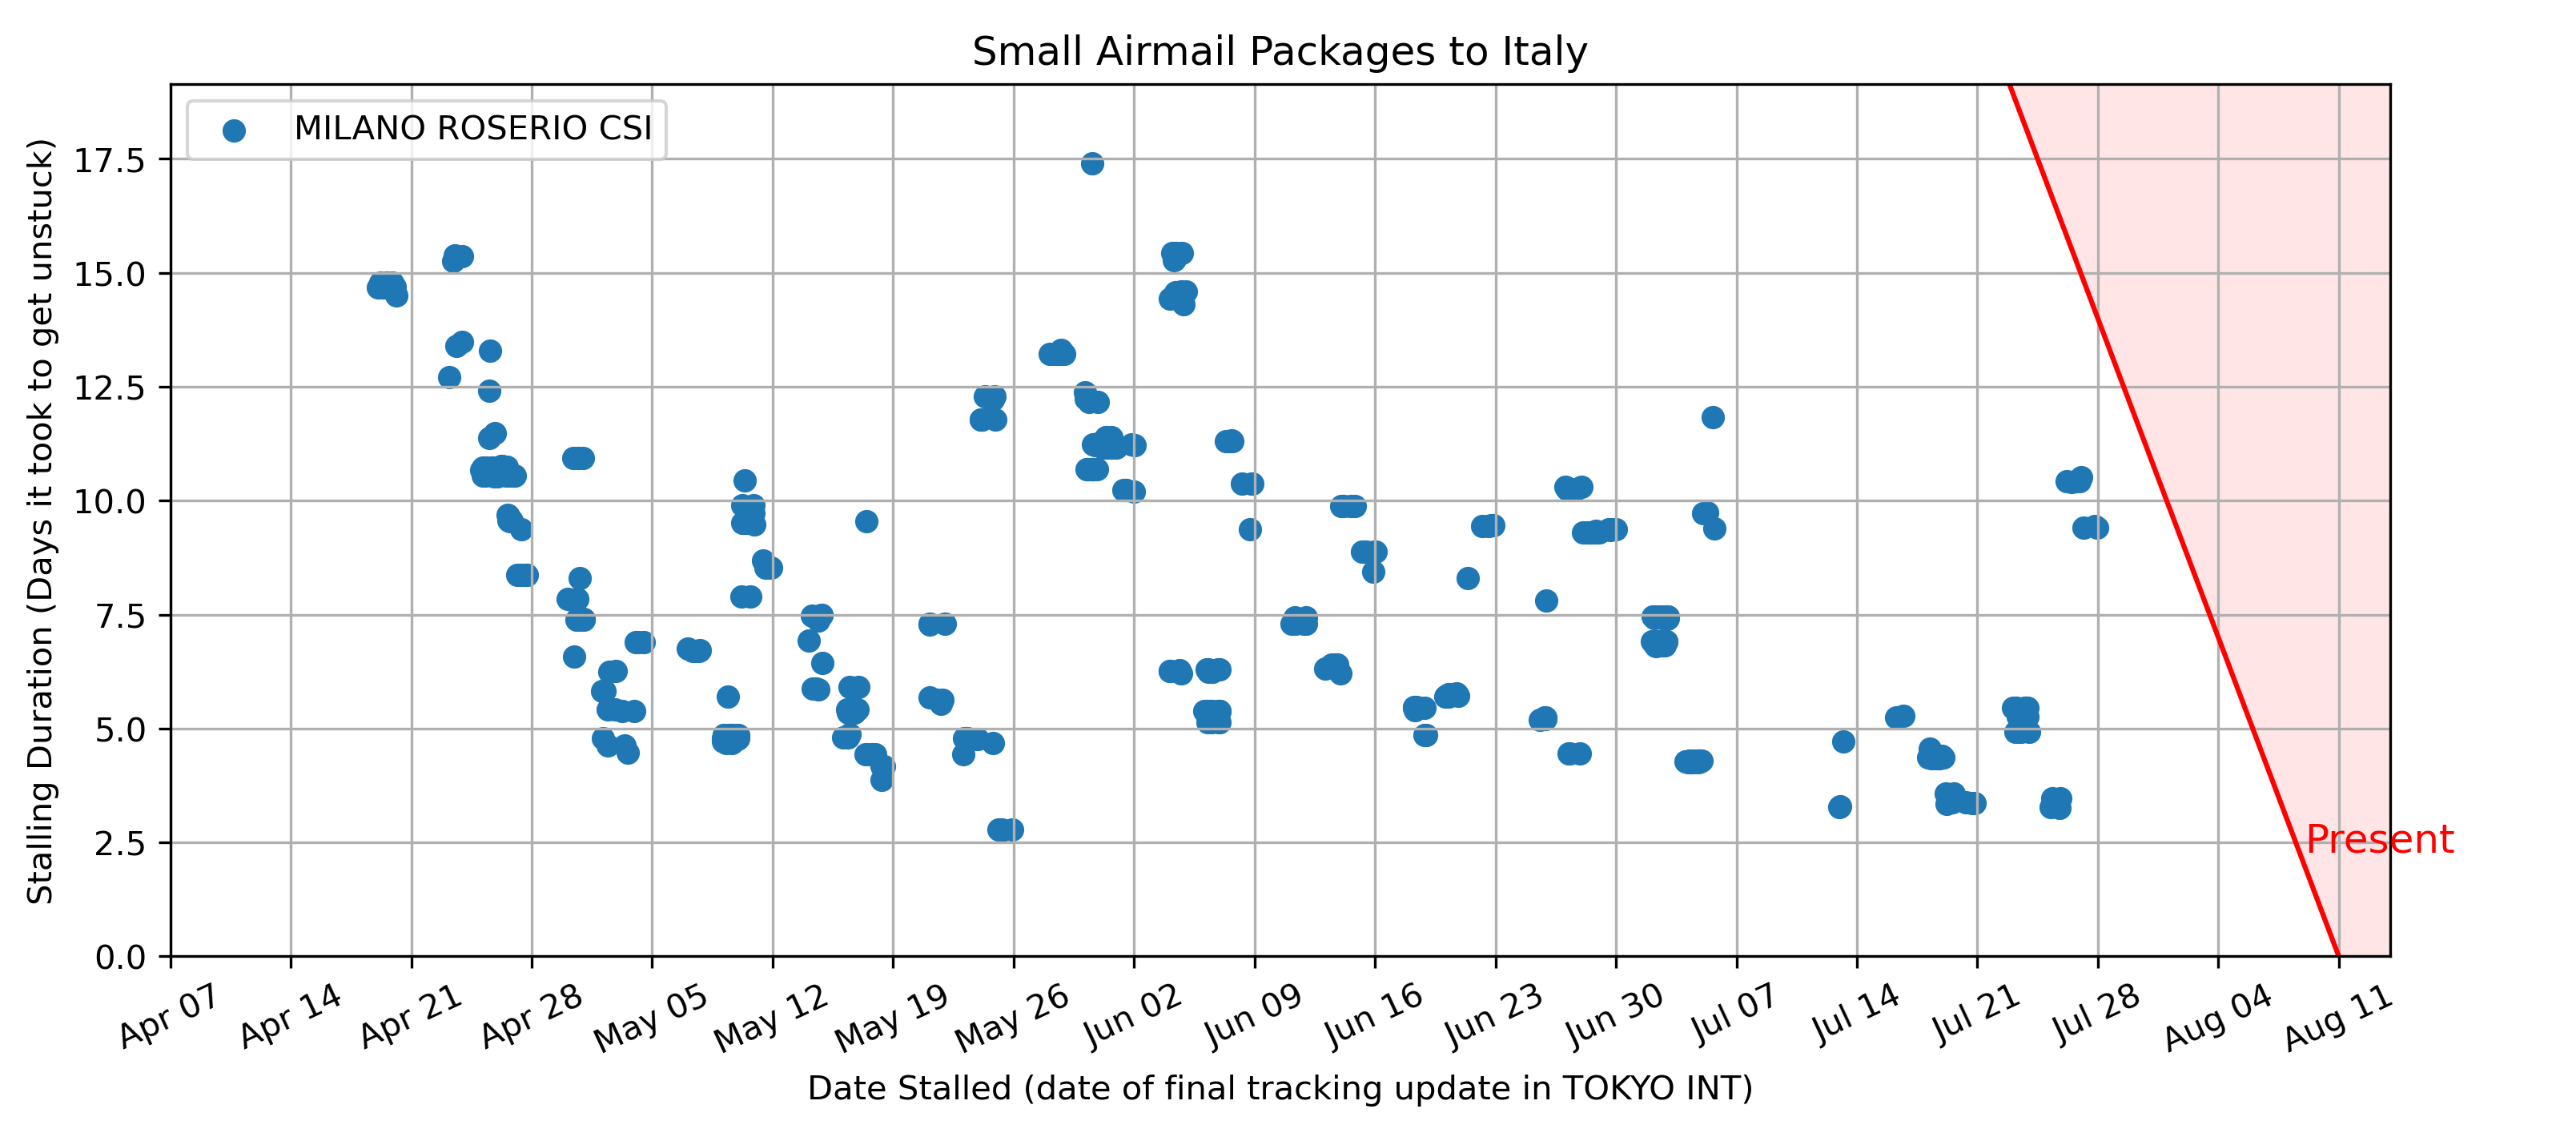 Small Airmail Packages to Italy
MILANO ROSERIO CSI
Stalling Duration (Days it took to get unstuck)
17.5
15.0
12.5
10.0
7.5
5.0
2.5
0.0
Present
Apr 07
Apr 14
Apr 21
Apr 28
May 05
May 12
May 19
May 26
Jun 02
Jun 09
Jun 16
Jun 23
Jun 30
Jul 07
Jul 14
Jul 21
Jul 28
Aug 04
Aug 11
Date Stalled (date of final tracking update in TOKYO INT)